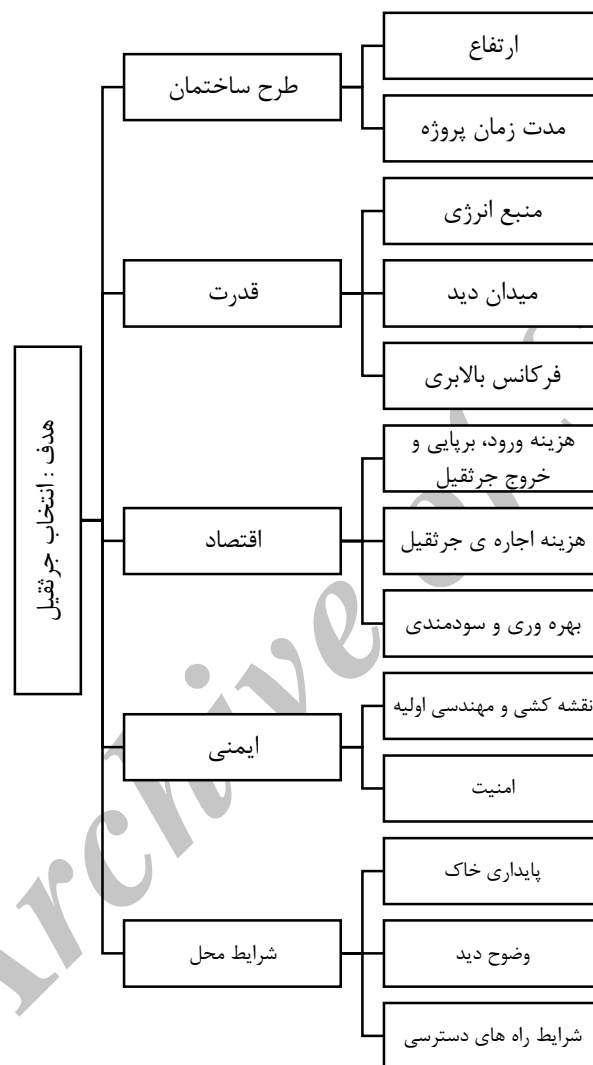 هدف : انتخاب جرثقیل
طرح ساختمان
ارتفاع
مدت زمان پروژه
قدرت
منبع انرژی
میدان دید
فرکانس بالابری
اقتصاد
هزینه ورود، برپایی و
خروج جرثقیل
هزینه اجاره ی جرثقیل
بهره وری و سودمندی
ایمنی
نقشه کشی و مهندسی اولیه
امنیت
شرایط محل
پایداری خاک
وضوح دید
شرایط راه های دسترسی
Archive of